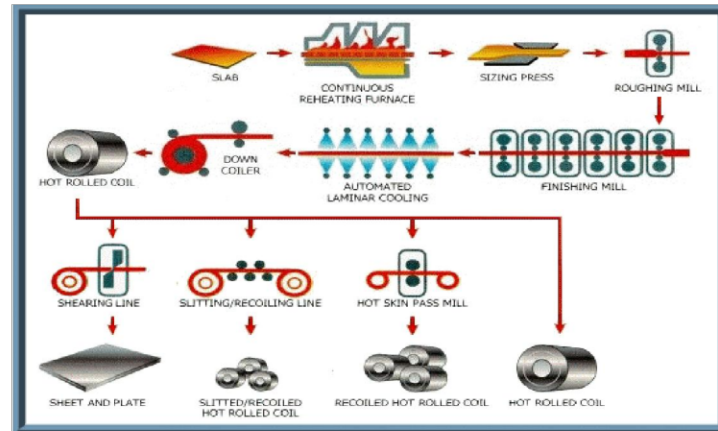 SLAB
CONTINUOUS
REHEATING FURNACE
SIZING PRESS
ROUGHING MILL
HOT ROLLED COIL
DOWN
COILER
AUTOMATED
LAMINAR COOLING
FINISHING MILL
SHEARING LINE
SLITTING/RECOILING LINE
HOT SKIN PASS MILL
SHEET AND PLATE
SLITTED/RECOILED
HOT ROLLED COIL
RECOILED HOT ROLLED COIL
HOT ROLLED COIL